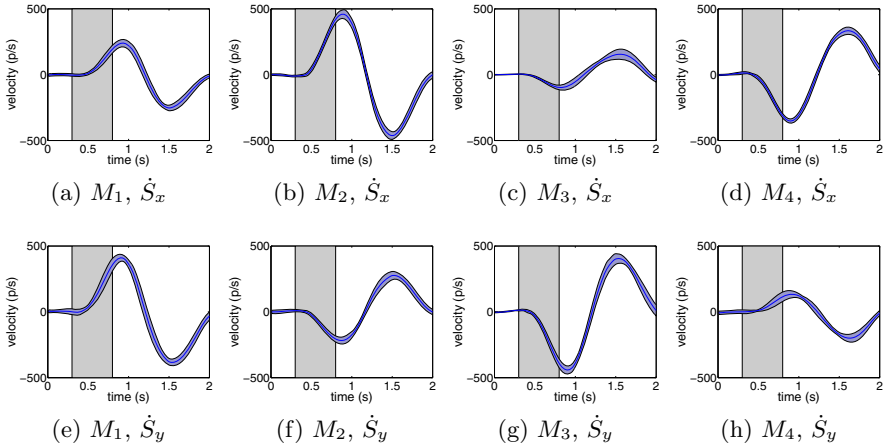 500
0
−500
velocity (p/s)
0 0.5 1 1.5 2
time (s)
(a) M1, Ṡx
500
0
−500
velocity (p/s)
0 0.5 1 1.5 2
time (s)
(b) M2, Ṡx
500
0
−500
velocity (p/s)
0 0.5 1 1.5 2
time (s)
(c) M3, Ṡx
500
0
−500
velocity (p/s)
0 0.5 1 1.5 2
time (s)
(d) M4, Ṡx
500
0
−500
velocity (p/s)
0 0.5 1 1.5 2
time (s)
(e) M1, Ṡy
500
0
−500
velocity (p/s)
0 0.5 1 1.5 2
time (s)
(f) M2, Ṡy
500
0
−500
velocity (p/s)
0 0.5 1 1.5 2
time (s)
(g) M3, Ṡy
500
0
−500
velocity (p/s)
0 0.5 1 1.5 2
time (s)
(h) M4, Ṡy